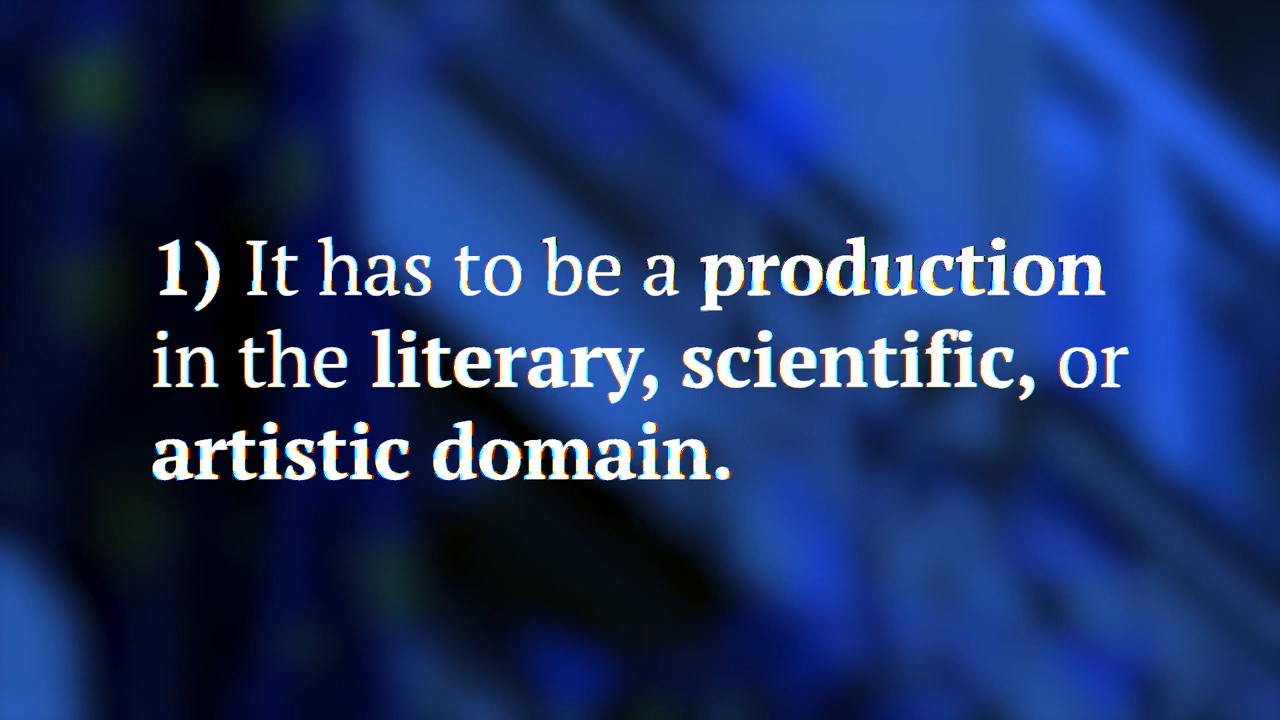 1) It has to be a production
in the literary, scientific, or
artistic domain.